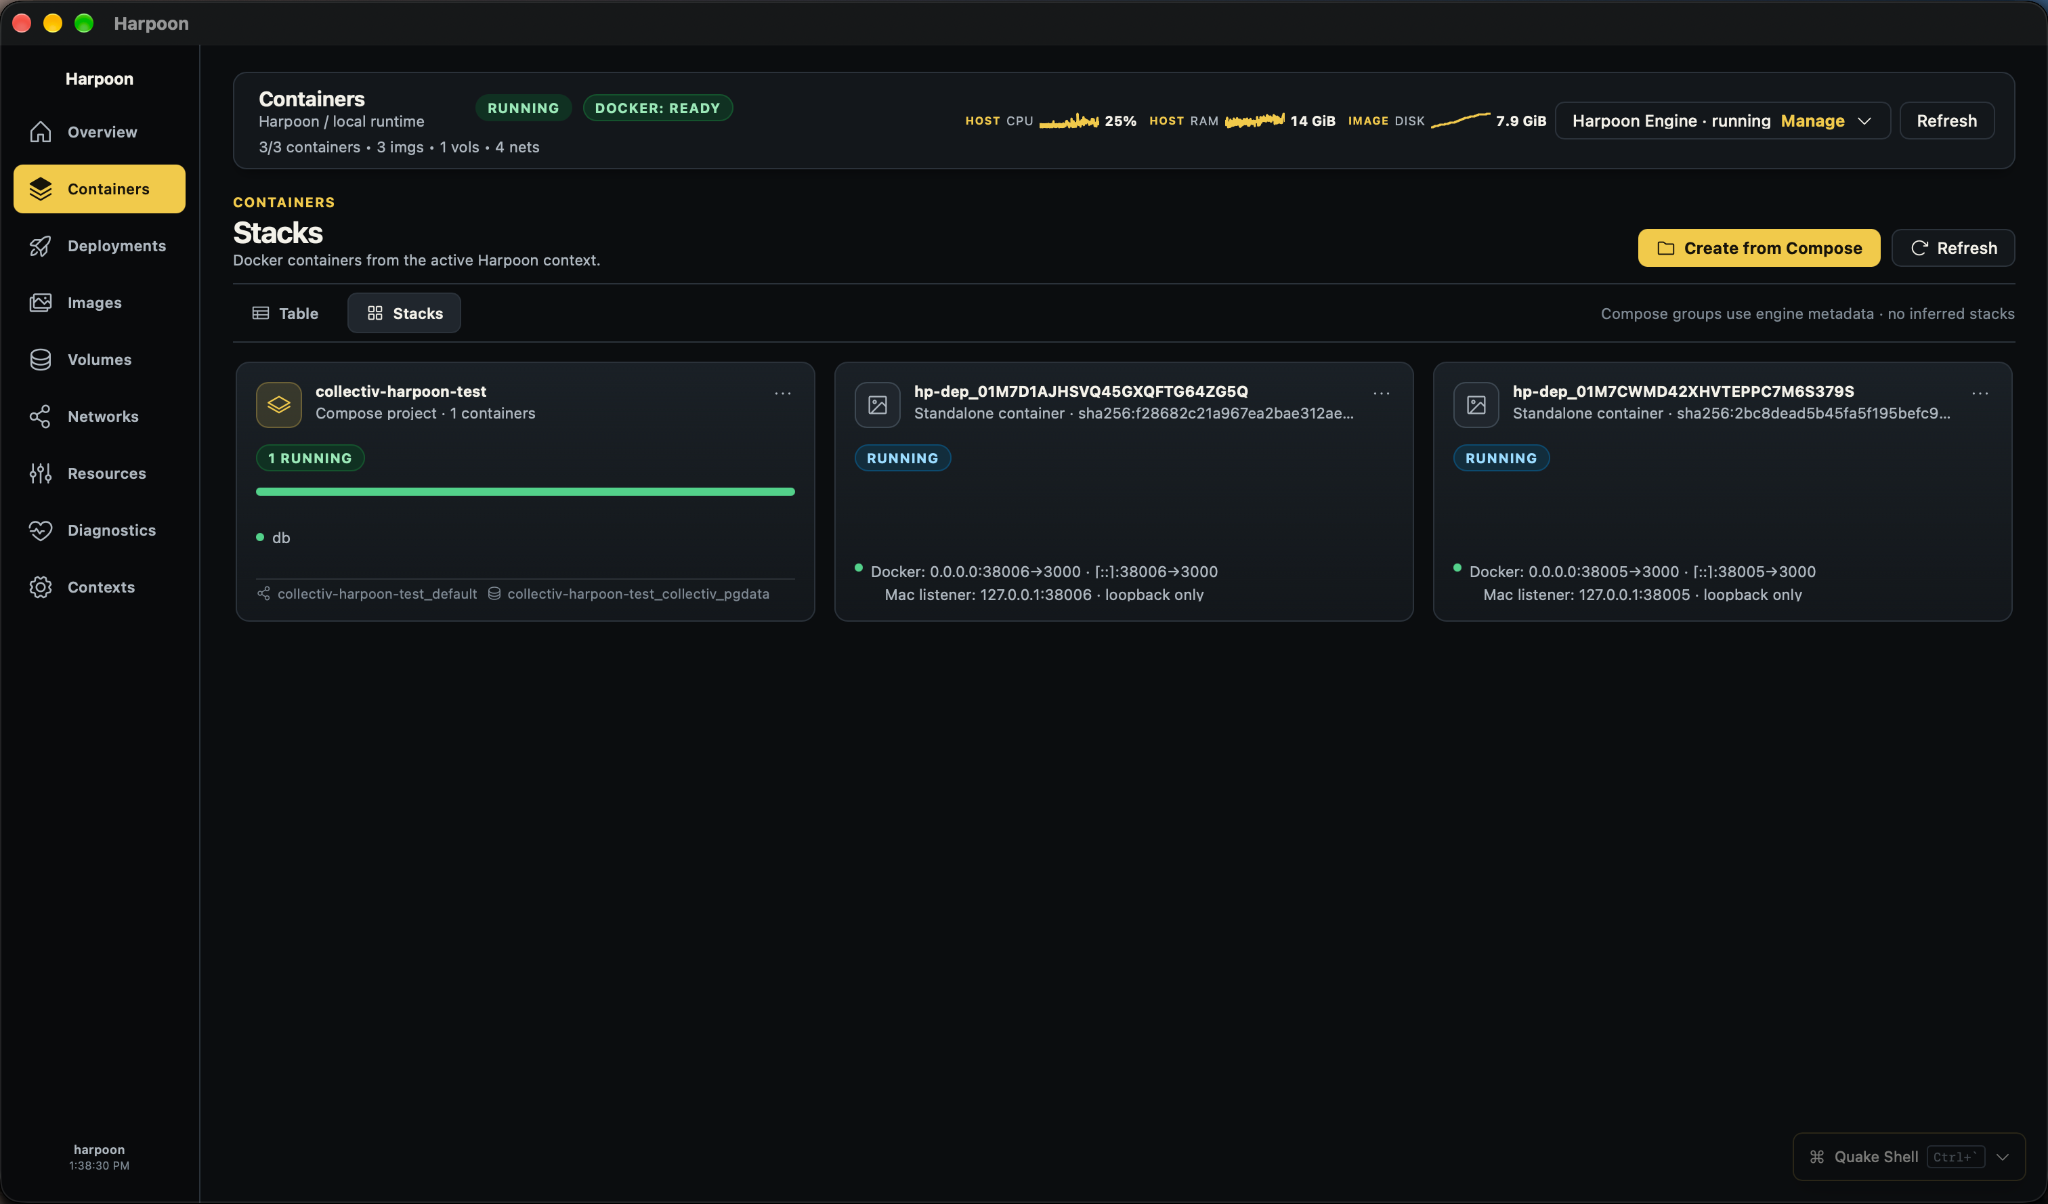 Harpoon
Harpoon
Overview
Containers
Deployments
Images
Volumes
Networks
Resources
Diagnostics
Contexts
harpoon
1:38:30 PM
Containers
RUNNING
DOCKER: READY
Harpoon / local runtime
3/3 containers • 3 imgs • 1 vols • 4 nets
HOST CPU 25% HOST RAM 14 GiB IMAGE DISK 7.9 GiB
Harpoon Engine · running Manage
Refresh
CONTAINERS
Stacks
Docker containers from the active Harpoon context.
Create from Compose
Refresh
Table
Stacks
Compose groups use engine metadata · no inferred stacks
collectiv-harpoon-test
Compose project · 1 containers
1 RUNNING
db
collectiv-harpoon-test_default collectiv-harpoon-test_collectiv_pgdata
hp-dep_01M7D1AJHSVQ45GXQFTG64ZG5Q
Standalone container · sha256:f28682c21a967ea2bae312ae...
RUNNING
Docker: 0.0.0.0:38006→3000 · [::]:38006→3000
Mac listener: 127.0.0.1:38006 · loopback only
hp-dep_01M7CWMD42XHVTEPPC7M6S379S
Standalone container · sha256:2bc8dead5b45fa5f195befc9...
RUNNING
Docker: 0.0.0.0:38005→3000 · [::]:38005→3000
Mac listener: 127.0.0.1:38005 · loopback only
⌘ Quake Shell Ctrl+`